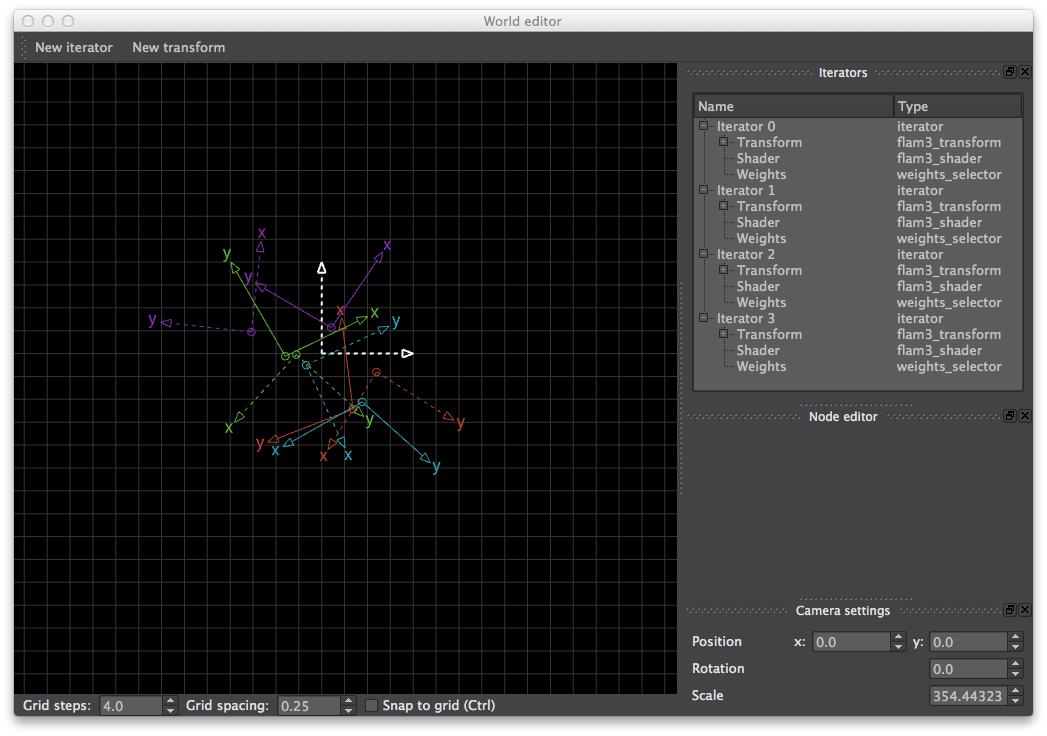 World editor
New iterator New transform
Iterators
Name Type
Iterator 0 iterator
Transform flam3_transform
Shader flam3_shader
Weights weights_selector
Iterator 1 iterator
Transform flam3_transform
Shader flam3_shader
Weights weights_selector
Iterator 2 iterator
Transform flam3_transform
Shader flam3_shader
Weights weights_selector
Iterator 3 iterator
Transform flam3_transform
Shader flam3_shader
Weights weights_selector
x
y
x
y
y
x
x
y
x
y
y
x
x
x
y
y
Node editor
Camera settings
Position x: 0.0 y: 0.0
Rotation 0.0
Scale 354.44323
Grid steps: 4.0 Grid spacing: 0.25 Snap to grid (Ctrl)